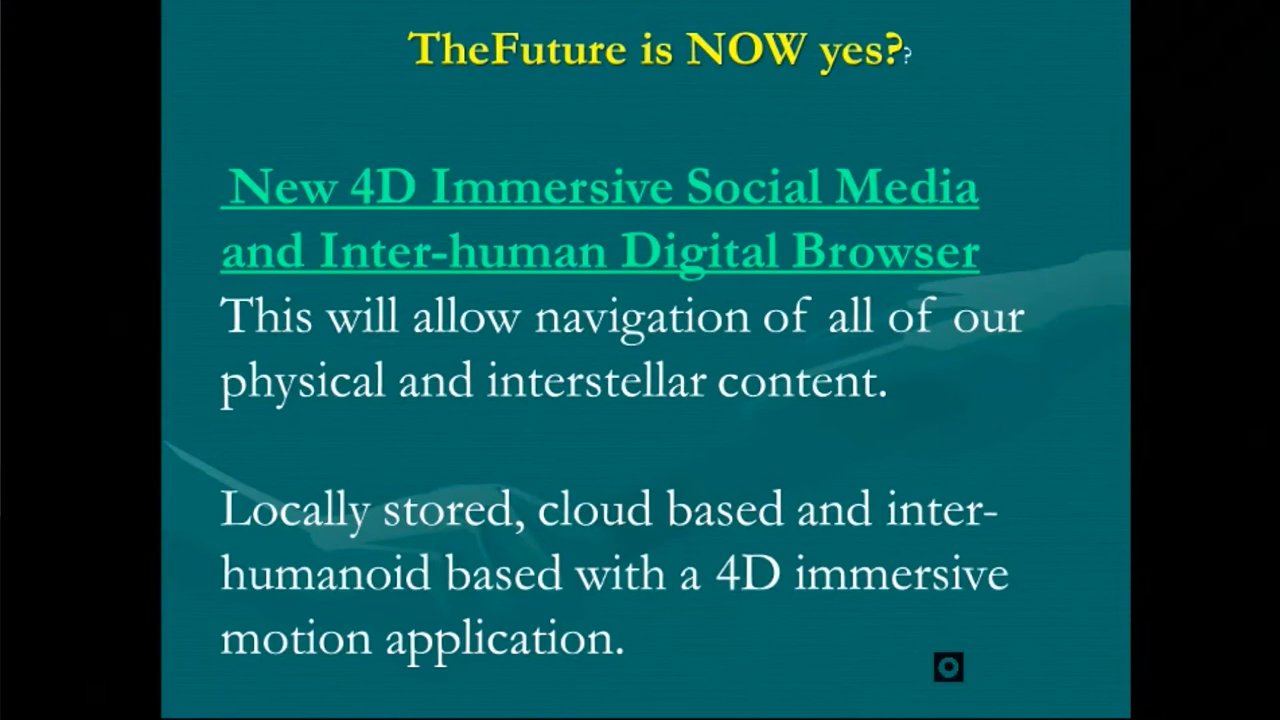 TheFuture is NOW yes??
New 4D Immersive Social Media
and Inter-human Digital Browser
This will allow navigation of all of our
physical and interstellar content.
Locally stored, cloud based and inter-
humanoid based with a 4D immersive
motion application.